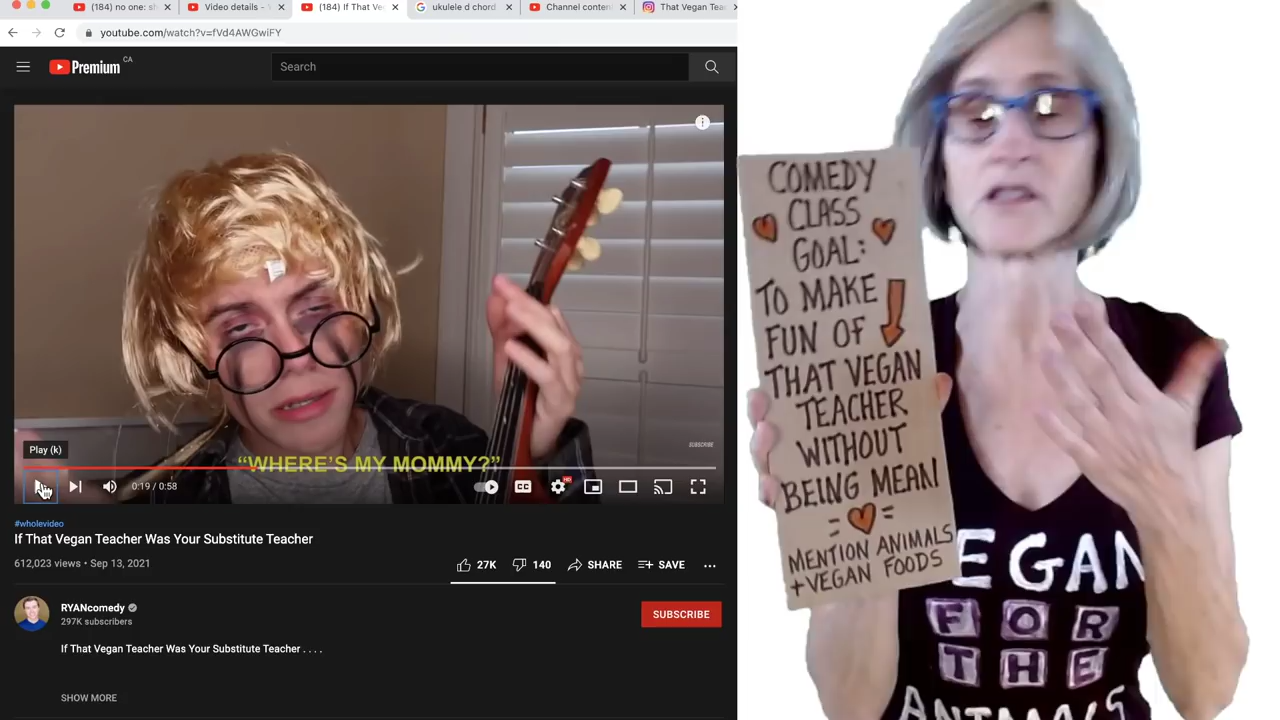 (184) no one: sh
Video details - Y
(184) If That Ve
ukulele d chord
Channel conten
That Vegan Tea
youtube.com/watch?v=fVd4AWGwiFY
Premium CA
Search
Play (k)
SUBSCRIBE
"WHERE'S MY MOMMY?"
0:19 / 0:58
CC
HD
#wholevideo
If That Vegan Teacher Was Your Substitute Teacher
612,023 views • Sep 13, 2021
27K
140
SHARE
SAVE
RYANcomedy
297K subscribers
SUBSCRIBE
If That Vegan Teacher Was Your Substitute Teacher . . . .
SHOW MORE
COMEDY
CLASS
GOAL:
TO MAKE
FUN OF
THAT VEGAN
TEACHER
WITHOUT
BEING MEAN
= =
MENTION ANIMALS
+ VEGAN FOODS
EGAN
FOR
THE
ANIMALS